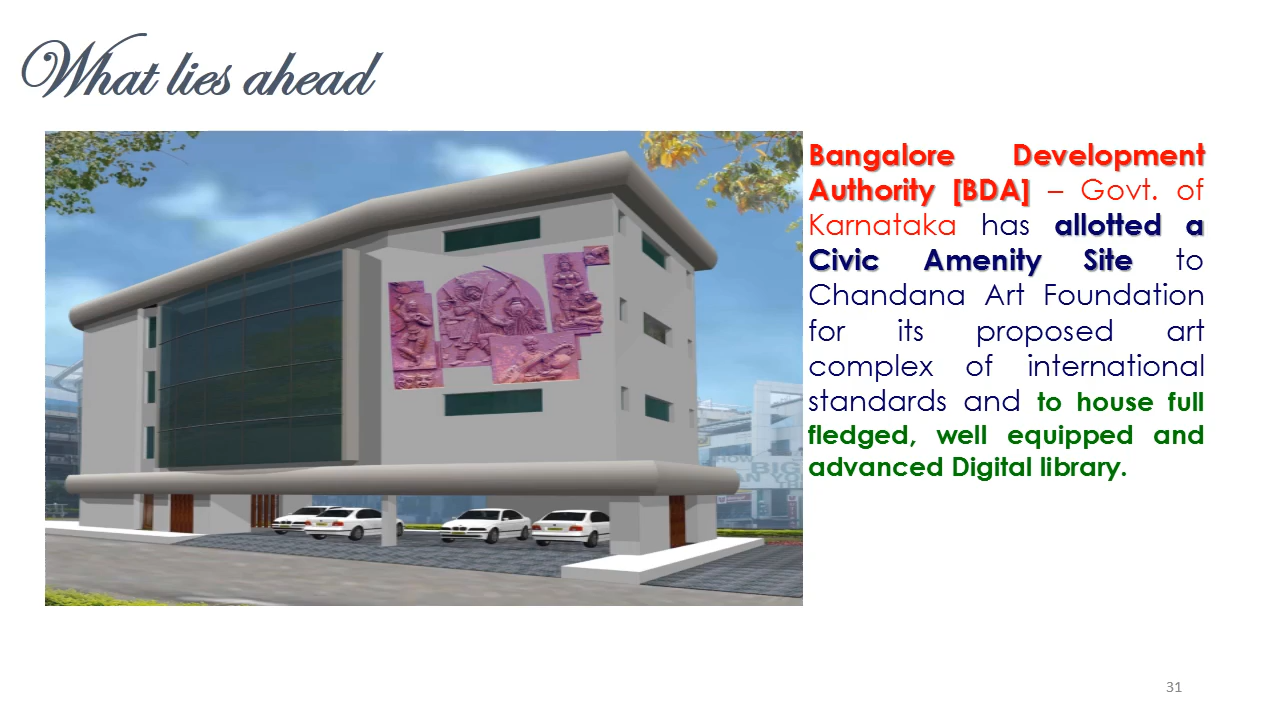 What lies ahead
Bangalore Development
Authority [BDA] – Govt. of
Karnataka has allotted a
Civic Amenity Site to
Chandana Art Foundation
for its proposed art
complex of international
standards and to house full
fledged, well equipped and
advanced Digital library.
BIG
31